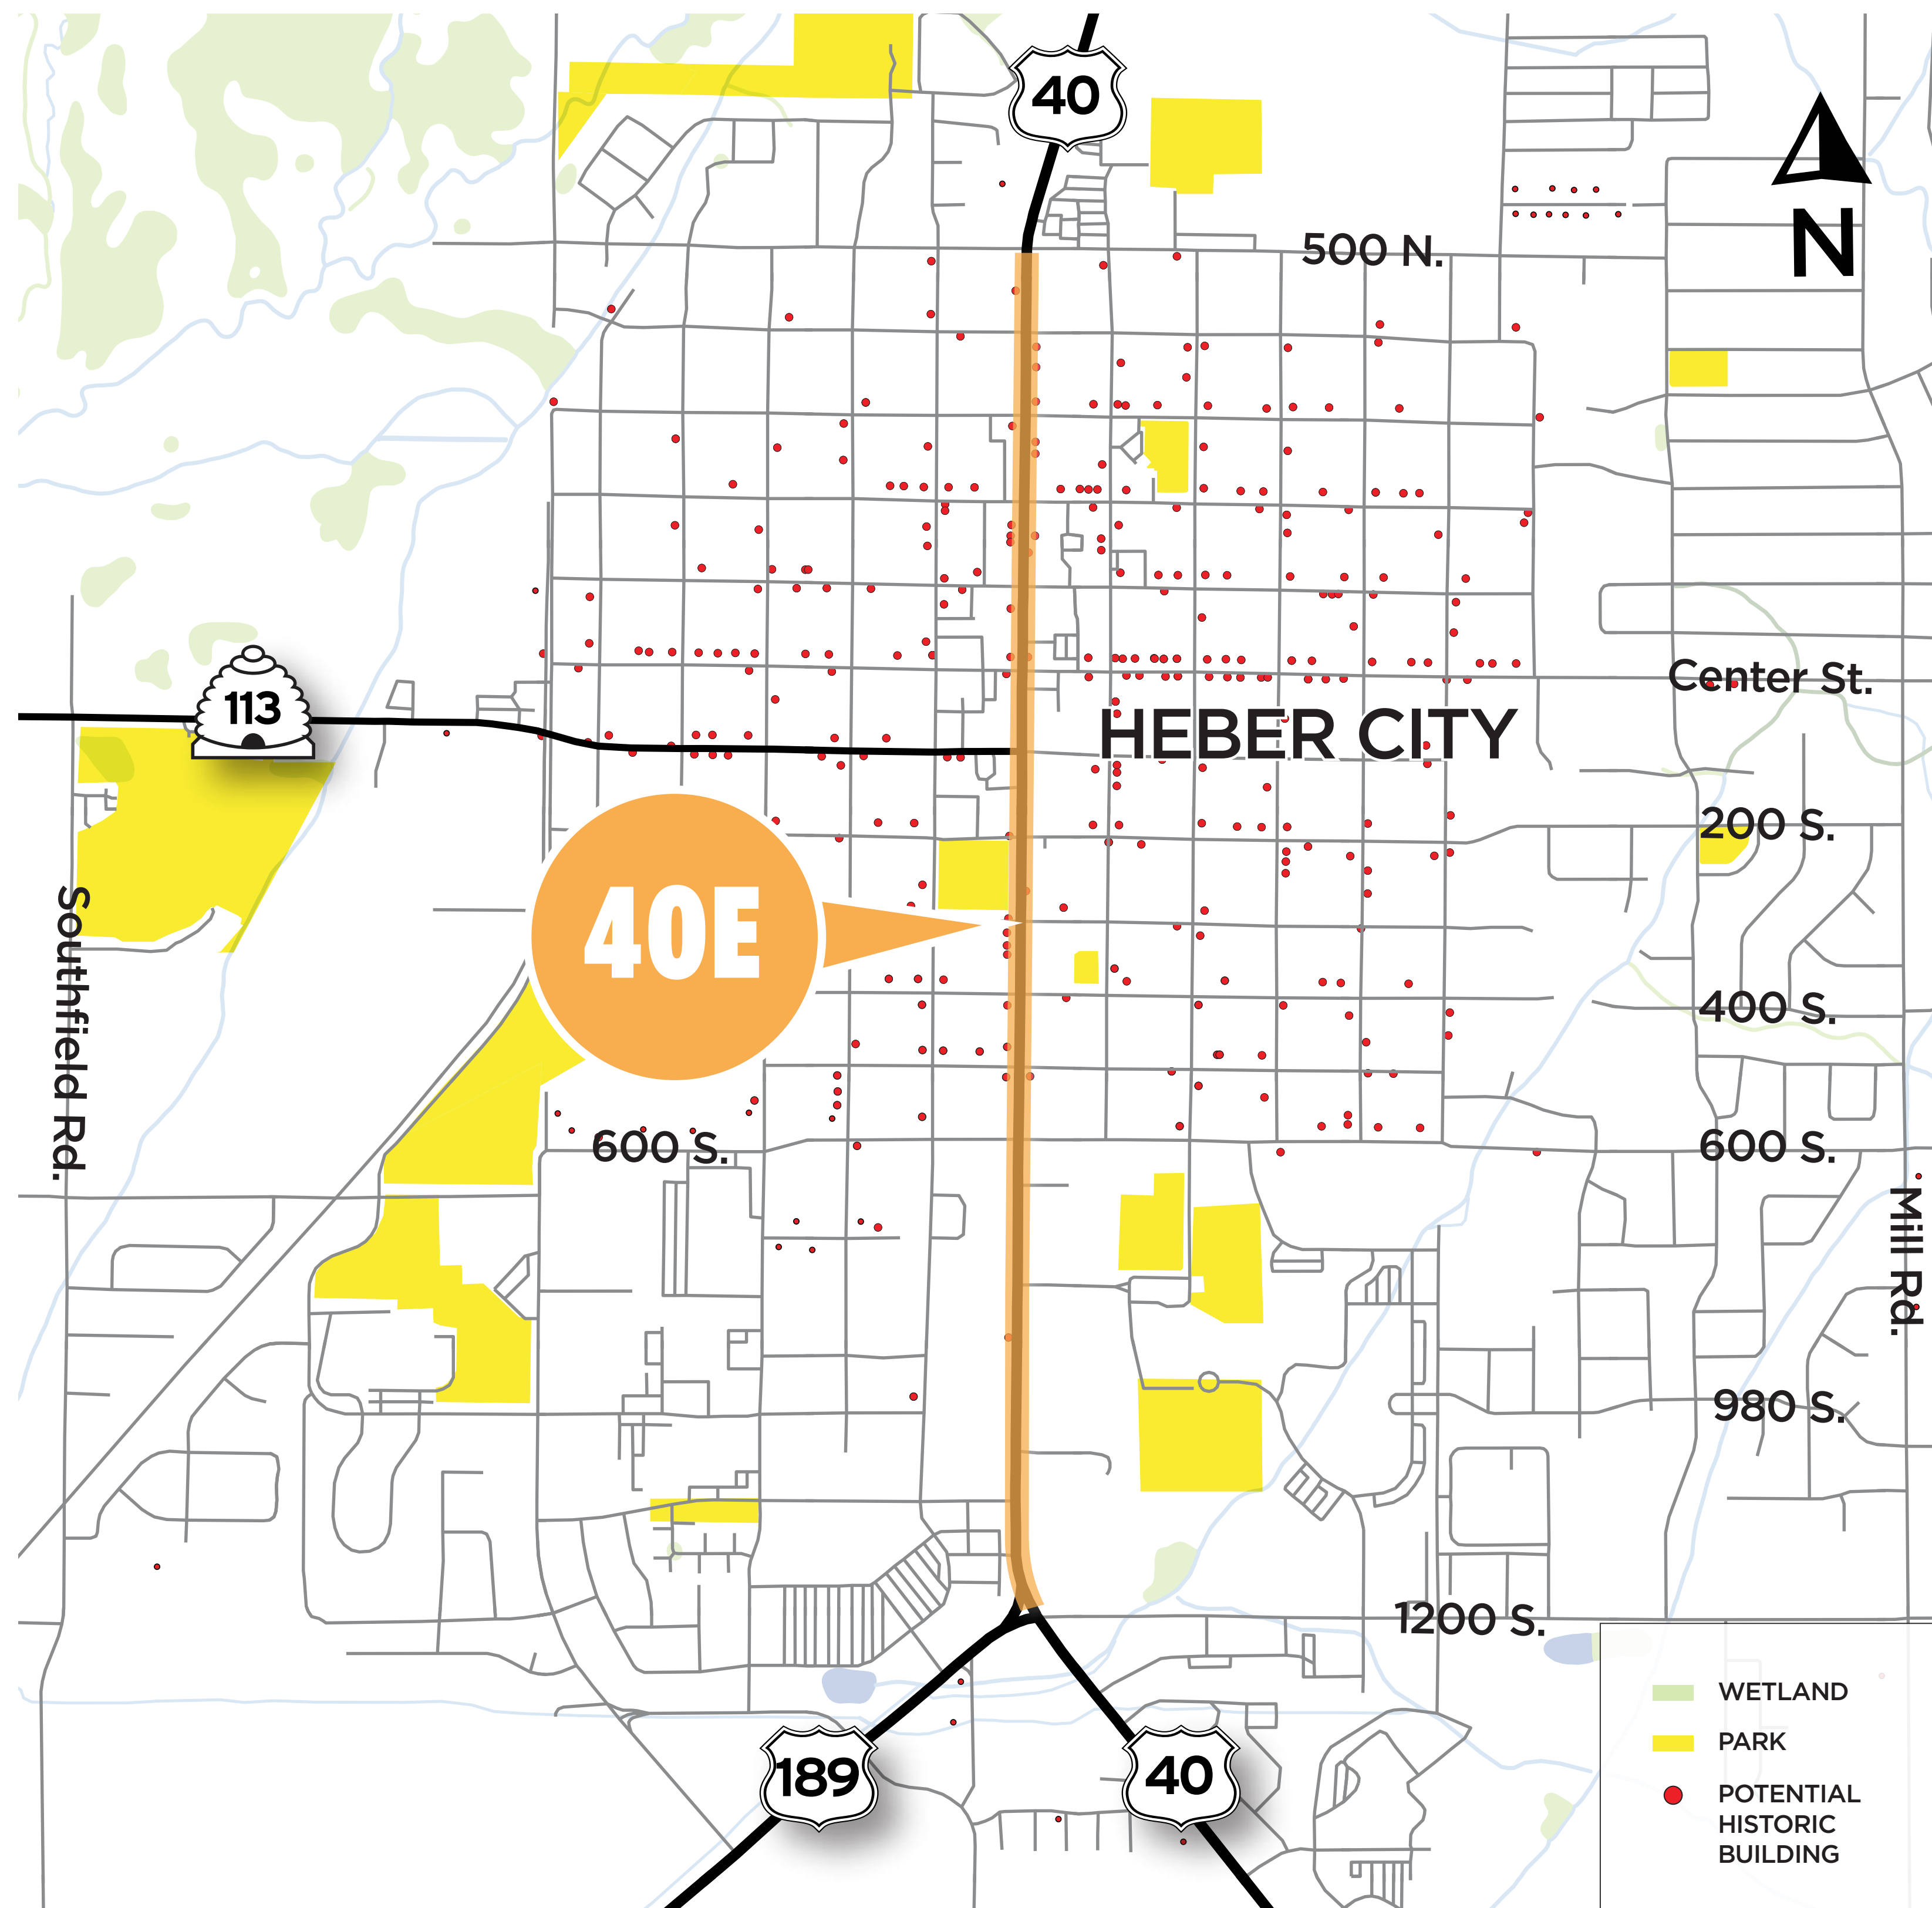 40
N
500 N.
Center St.
113
HEBER CITY
200 S.
40E
Southfield Rd.
400 S.
600 S.
600 S.
Mill Rd.
980 S.
1200 S.
189
40
WETLAND
PARK
POTENTIAL
HISTORIC
BUILDING